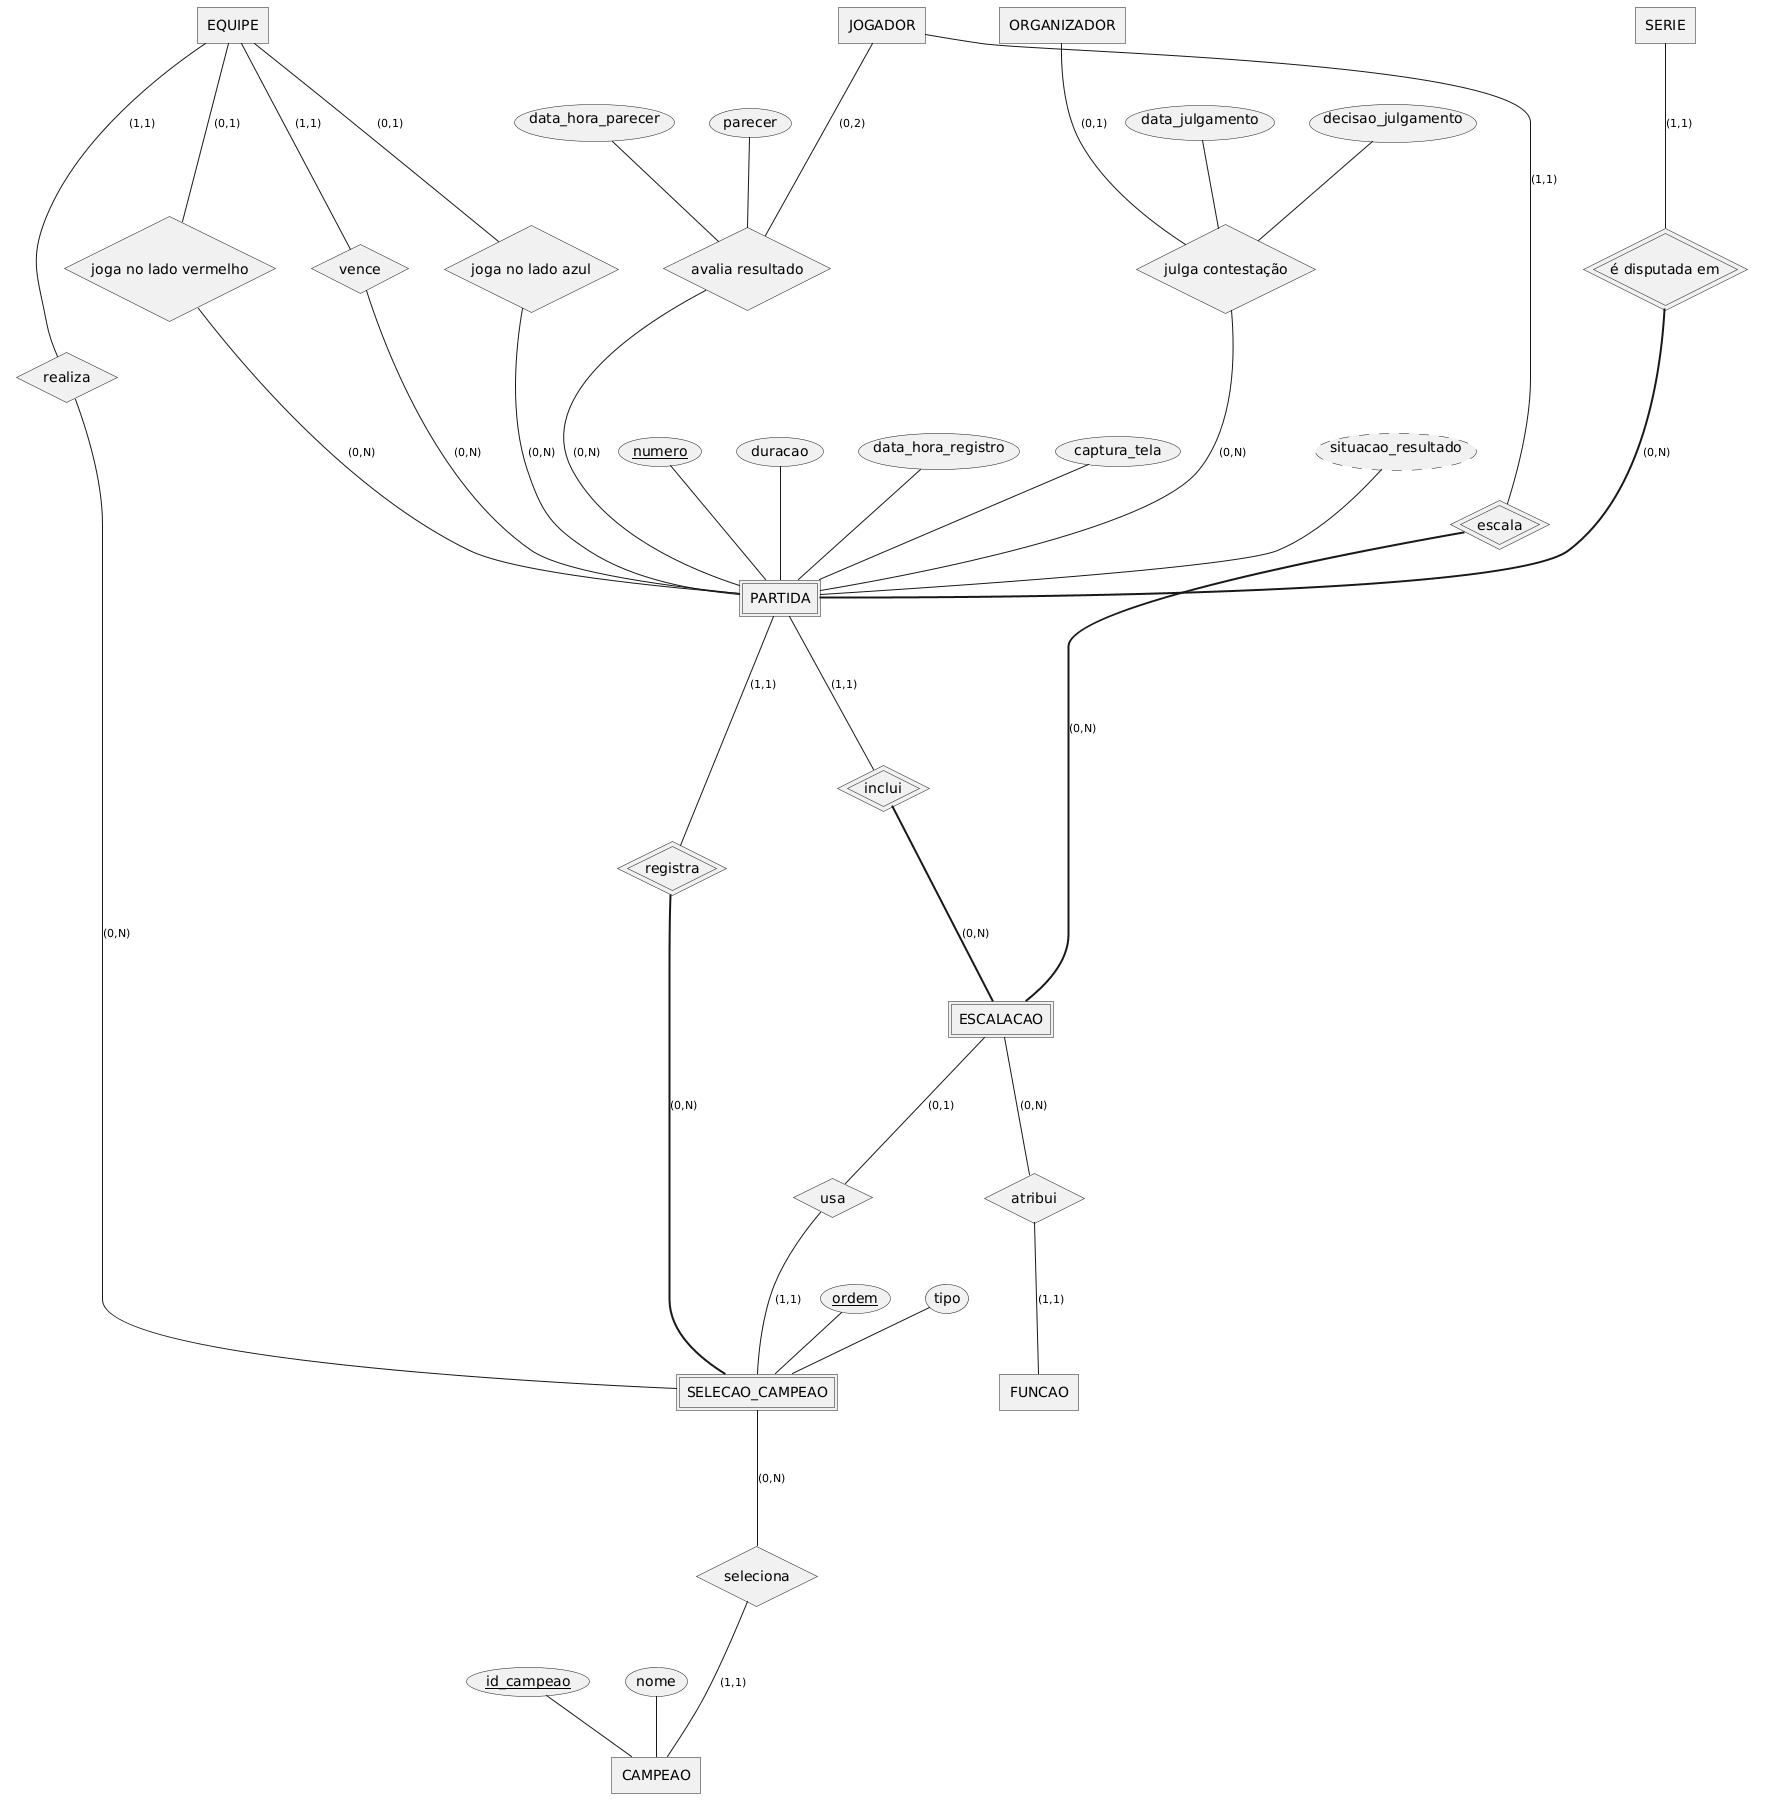 EQUIPE
JOGADOR
ORGANIZADOR
SERIE
(1,1)
(0,1)
(1,1)
(0,1)
data_hora_parecer
parecer
(0,2)
(0,1)
data_julgamento
decisao_julgamento
(1,1)
(1,1)
joga no lado vermelho
vence
joga no lado azul
avalia resultado
julga contestação
é disputada em
realiza
(0,N)
(0,N)
(0,N)
(0,N)
numero
duracao
data_hora_registro
captura_tela
(0,N)
situacao_resultado
(0,N)
escala
PARTIDA
(1,1)
(1,1)
(0,N)
inclui
registra
(0,N)
(0,N)
ESCALACAO
(0,N)
(0,1)
(0,N)
usa
atribui
(1,1)
ordem
tipo
(1,1)
SELECAO_CAMPEAO
FUNCAO
(0,N)
seleciona
id_campeao
nome
(1,1)
CAMPEAO